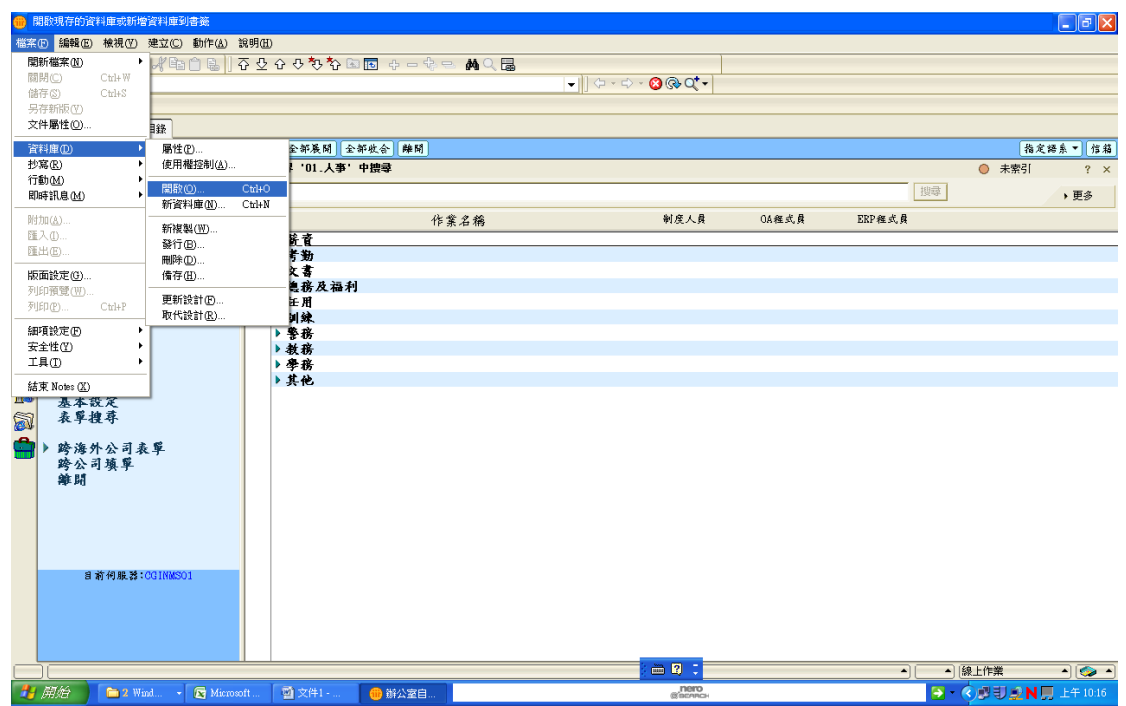 開啟現存的資料庫或新增資料庫到書籤
檔案(F) 編輯(E) 檢視(V) 建立(C) 動作(A) 說明(H)
開新檔案(N)
關閉(C) Ctrl+W
儲存(S) Ctrl+S
另存新版(V)
文件屬性(O)...
目錄
資料庫(D)
抄寫(R)
行動(M)
即時訊息(M)
附加(A)...
匯入(I)...
匯出(E)...
版面設定(G)...
列印預覽(W)...
列印(P)... Ctrl+P
細項設定(F)
安全性(Y)
工具(T)
結束 Notes (X)
屬性(P)...
使用權控制(A)...
開啟(O)... Ctrl+O
新資料庫(N)... Ctrl+N
新複製(W)...
發行(B)...
刪除(D)...
備存(H)...
更新設計(F)...
取代設計(R)...
全部展開 全部收合 離開 指定語系 信箱
'01.人事' 中搜尋 未索引 ? ×
搜尋 更多
作業名稱 制度人員 OA程式員 ERP程式員
薪資
考勤
文書
總務及福利
任用
訓練
警務
教務
學務
其他
基本設定
表單搜尋
跨海外公司表單
跨公司填單
離開
目前伺服器:CGINMS01
線上作業
開始 2 Wind... Microsoft ... 文件1 - ... 辦公室自... nero SEARCH 上午 10:16